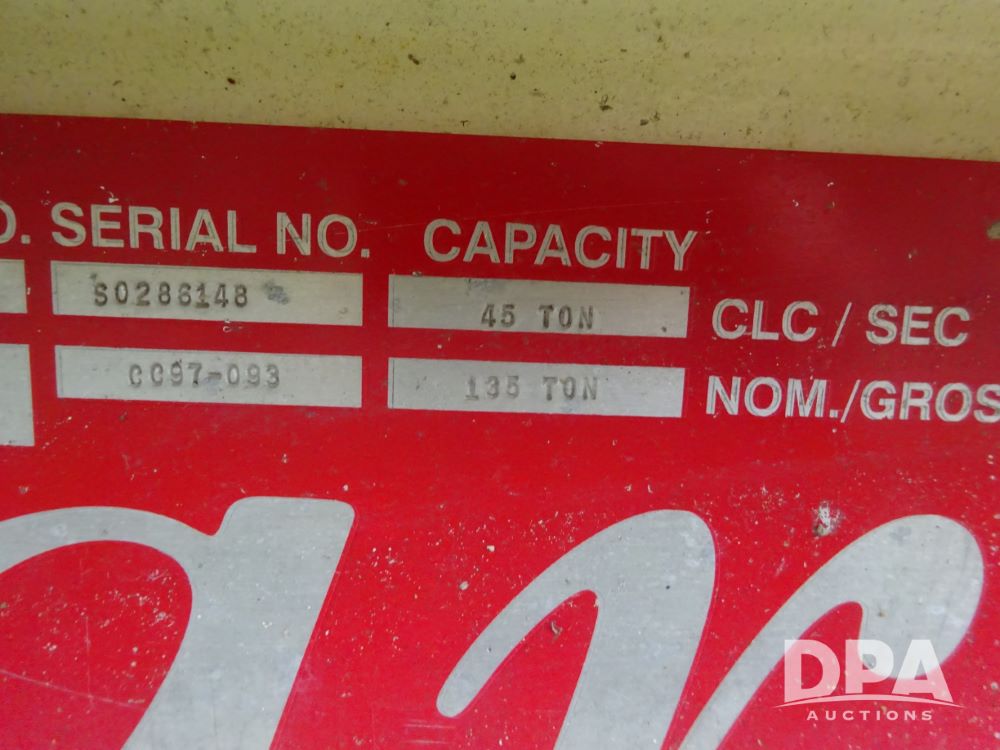 O. SERIAL NO. CAPACITY
S0286148 45 TON CLC / SEC
CC97-093 135 TON NOM./GROS
DPA
AUCTIONS